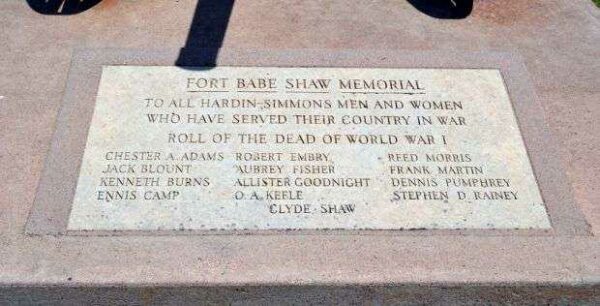 FORT BABE SHAW MEMORIAL
TO ALL HARDIN-SIMMONS MEN AND WOMEN
WHO HAVE SERVED THEIR COUNTRY IN WAR
ROLL OF THE DEAD OF WORLD WAR I
CHESTER A. ADAMS ROBERT EMBRY REED MORRIS
JACK BLOUNT AUBREY FISHER FRANK MARTIN
KENNETH BURNS ALLISTER GOODNIGHT DENNIS PUMPHREY
ENNIS CAMP O. A. KEELE STEPHEN D. RAINEY
CLYDE SHAW